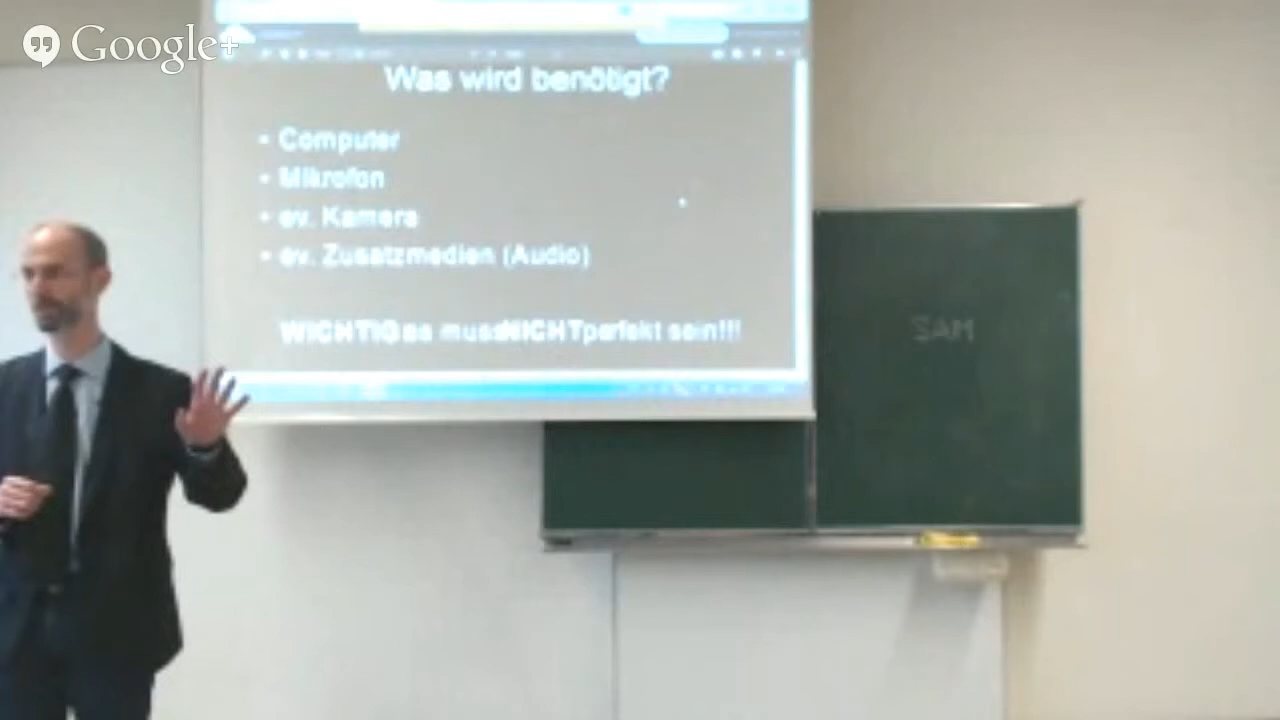 Google+
Was wird benötigt?
• Computer
• Mikrofon
• ev. Kamera
• ev. Zusatzmedien (Audio)
WICHTIG es muss NICHT perfekt sein!!!
SAM